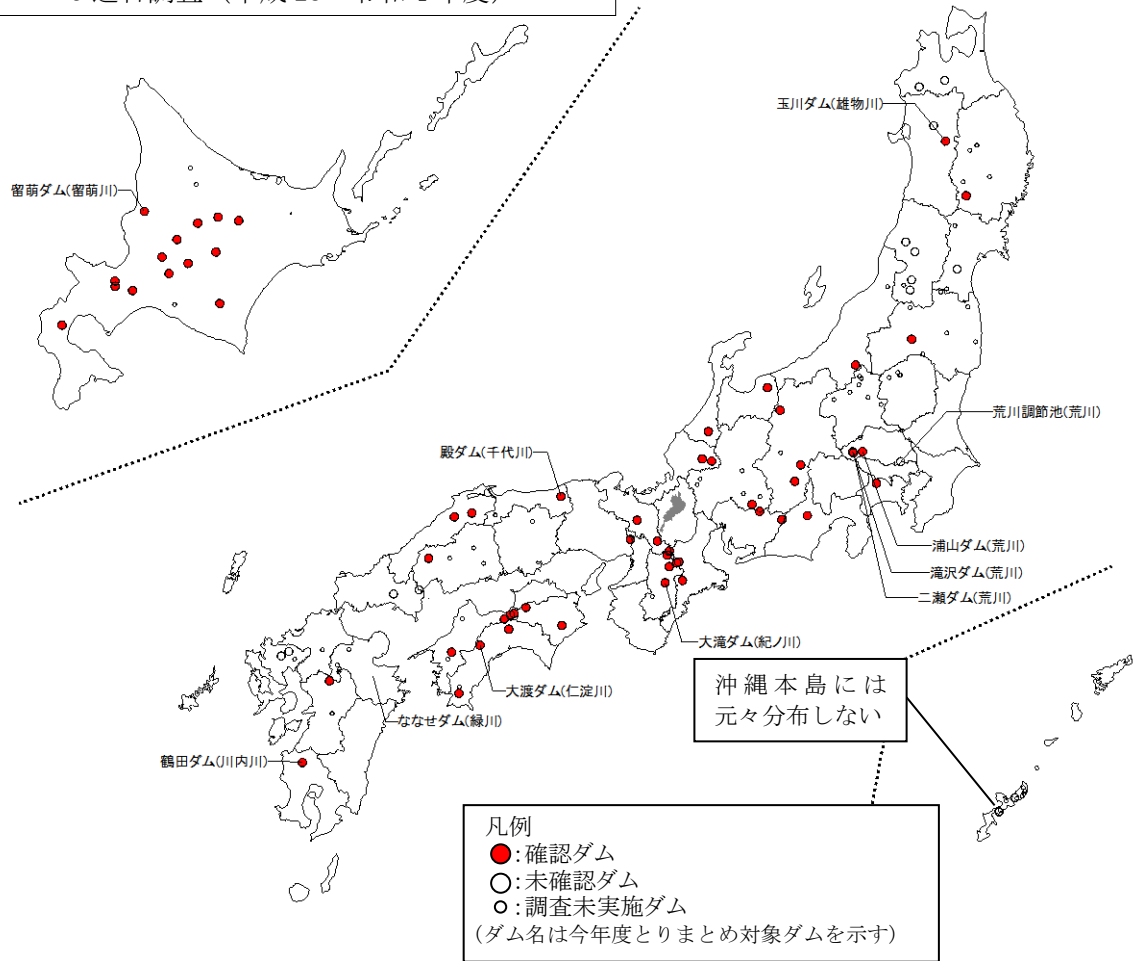 玉川ダム(雄物川)
留萌ダム(留萌川)
荒川調節池(荒川)
殿ダム(千代川)
浦山ダム(荒川)
滝沢ダム(荒川)
二瀬ダム(荒川)
大滝ダム(紀ノ川)
沖縄本島には
元々分布しない
大渡ダム(仁淀川)
ななせダム(緑川)
鶴田ダム(川内川)
凡例
:確認ダム
:未確認ダム
:調査未実施ダム
(ダム名は今年度とりまとめ対象ダムを示す)